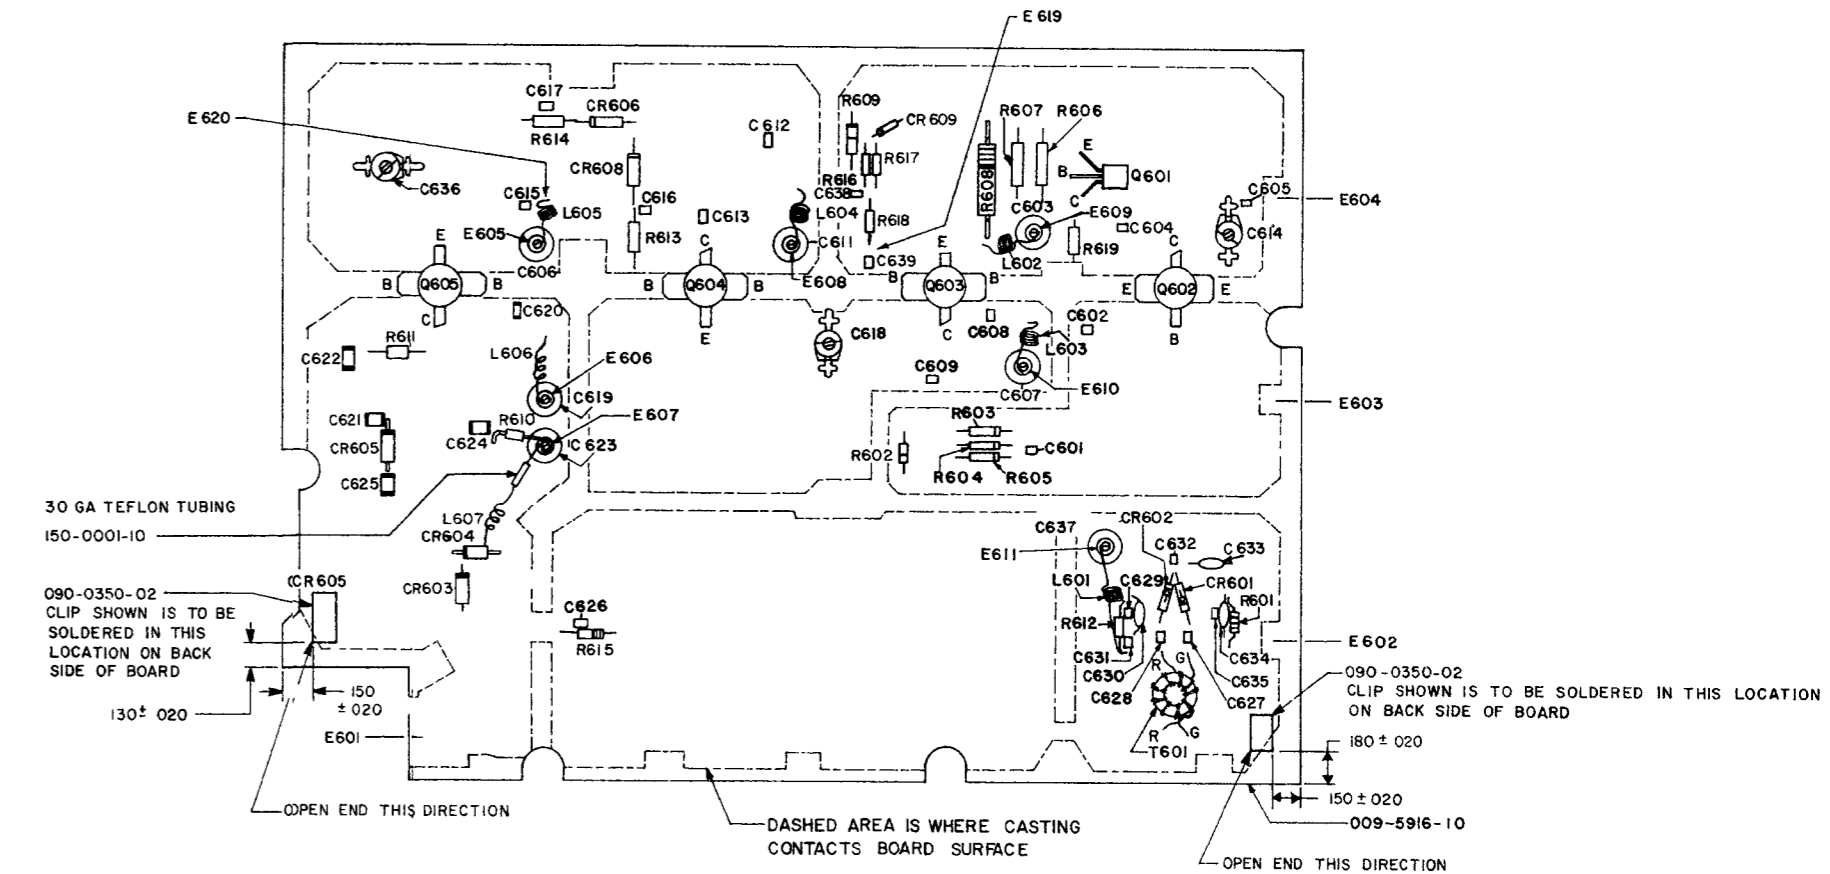 E 619
C617
CR606
R609
R607
R606
E 620
R614
C 612
CR 609
E
CR608
R617
B
Q601
C636
R616
C638
R608
C
C605
C615
L605
C616
C613
L604
R618
C603
E609
C 604
E604
C614
E605
E
R613
C
C611
E
R619
C
C606
C639
L602
B
Q605
B
B
Q604
B
E608
B
Q603
B
E
Q602
E
C
C620
E
C618
C
C608
C602
B
R611
L606
E 606
L603
C622
C609
E610
C619
C607
E603
C621
R610
E607
R603
CR605
C624
C 623
R602
C601
C625
R604
R605
30 GA TEFLON TUBING
150-0001-10
L607
CR604
C637
CR602
C632
C633
E611
CR605
CR603
L601
C629
CR601
R601
090-0350-02
CLIP SHOWN IS TO BE
SOLDERED IN THIS
LOCATION ON BACK
SIDE OF BOARD
C626
R615
R612
E602
C631
R
G
C634
C630
C635
C628
C627
090-0350-02
CLIP SHOWN IS TO BE SOLDERED IN THIS LOCATION
ON BACK SIDE OF BOARD
150
± 020
130± 020
E601
R
G
T601
180 ± 020
150 ± 020
OPEN END THIS DIRECTION
DASHED AREA IS WHERE CASTING
CONTACTS BOARD SURFACE
009-5916-10
OPEN END THIS DIRECTION